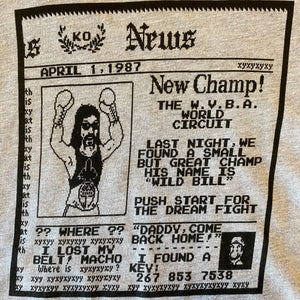 s KO News
xyxyxyxy
APRIL 1, 1987
New Champ!
THE W.V.B.A.
WORLD
CIRCUIT
LAST NIGHT, WE
FOUND A SMALL
BUT GREAT CHAMP
HIS NAME IS
"WILD BILL"
PUSH START FOR
THE DREAM FIGHT
?? WHERE ??
I LOST MY
BELT! MACHO
Where is
"DADDY, COME
BACK HOME!"
I FOUND A
KEY;
267 853 7538